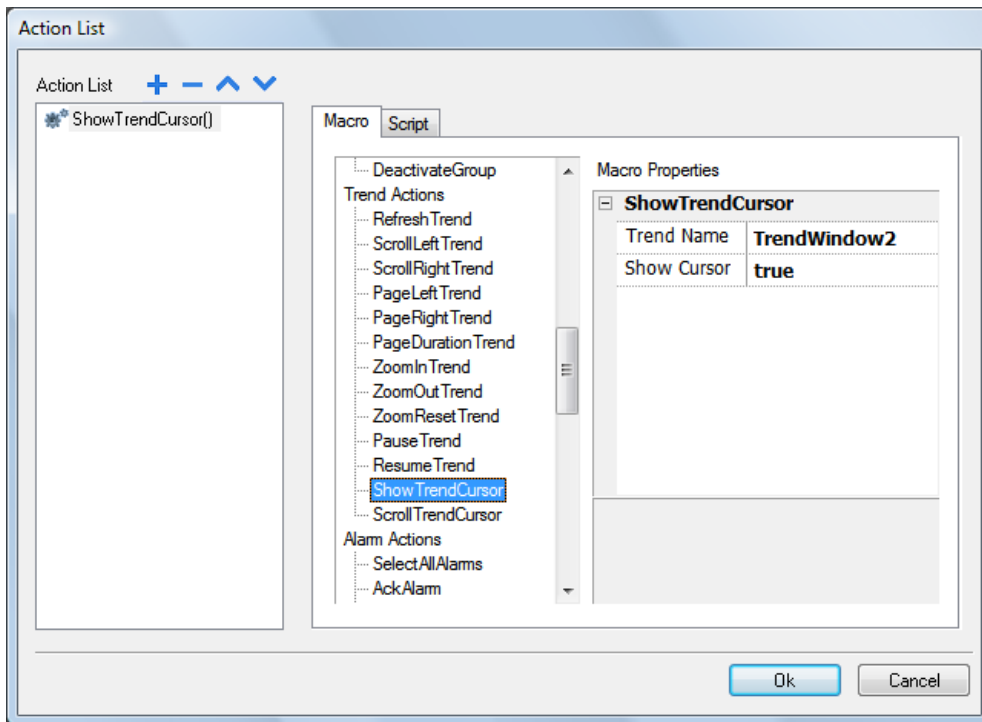 Action List
Action List
ShowTrendCursor()
Macro
Script
DeactivateGroup
Trend Actions
RefreshTrend
ScrollLeftTrend
ScrollRightTrend
PageLeftTrend
PageRightTrend
PageDurationTrend
ZoomInTrend
ZoomOutTrend
ZoomResetTrend
PauseTrend
ResumeTrend
ShowTrendCursor
ScrollTrendCursor
Alarm Actions
SelectAllAlarms
AckAlarm
Macro Properties
ShowTrendCursor
Trend Name TrendWindow2
Show Cursor true
Ok
Cancel